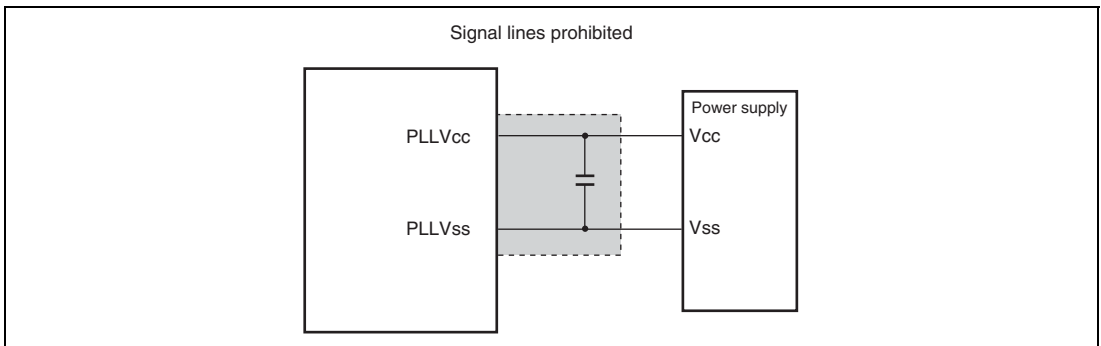 Signal lines prohibited
Power supply
PLLVcc
Vcc
PLLVss
Vss